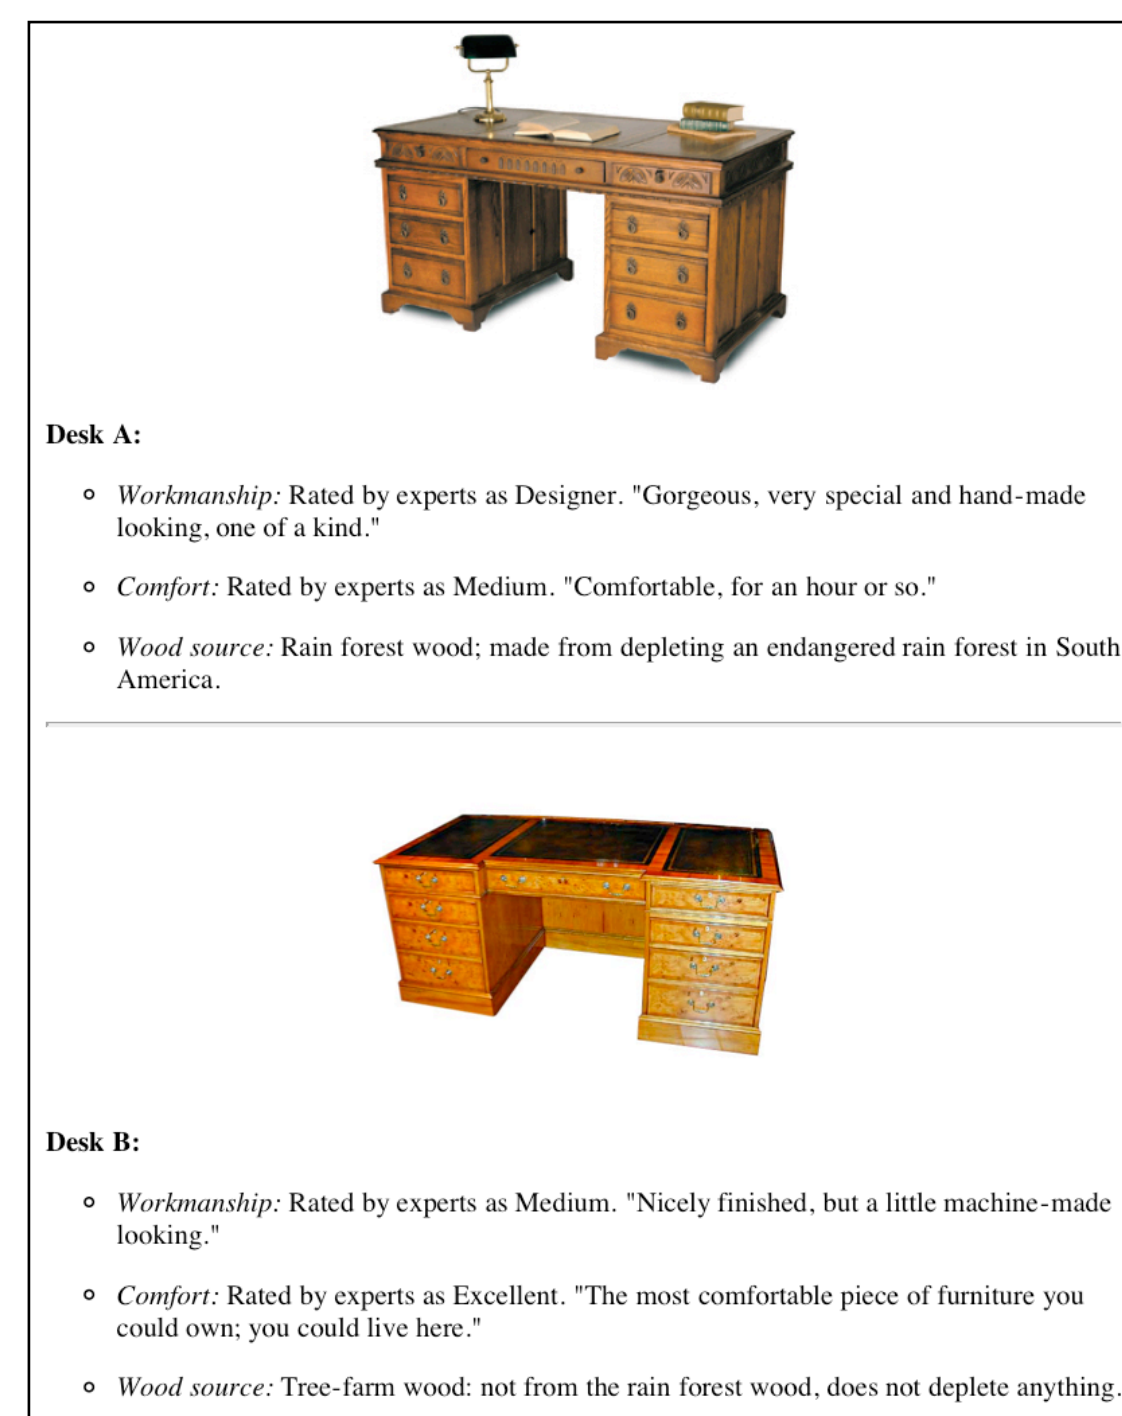 Desk A:
Workmanship: Rated by experts as Designer. "Gorgeous, very special and hand-made
looking, one of a kind."
Comfort: Rated by experts as Medium. "Comfortable, for an hour or so."
Wood source: Rain forest wood; made from depleting an endangered rain forest in South
America.
Desk B:
Workmanship: Rated by experts as Medium. "Nicely finished, but a little machine-made
looking."
Comfort: Rated by experts as Excellent. "The most comfortable piece of furniture you
could own; you could live here."
Wood source: Tree-farm wood: not from the rain forest wood, does not deplete anything.